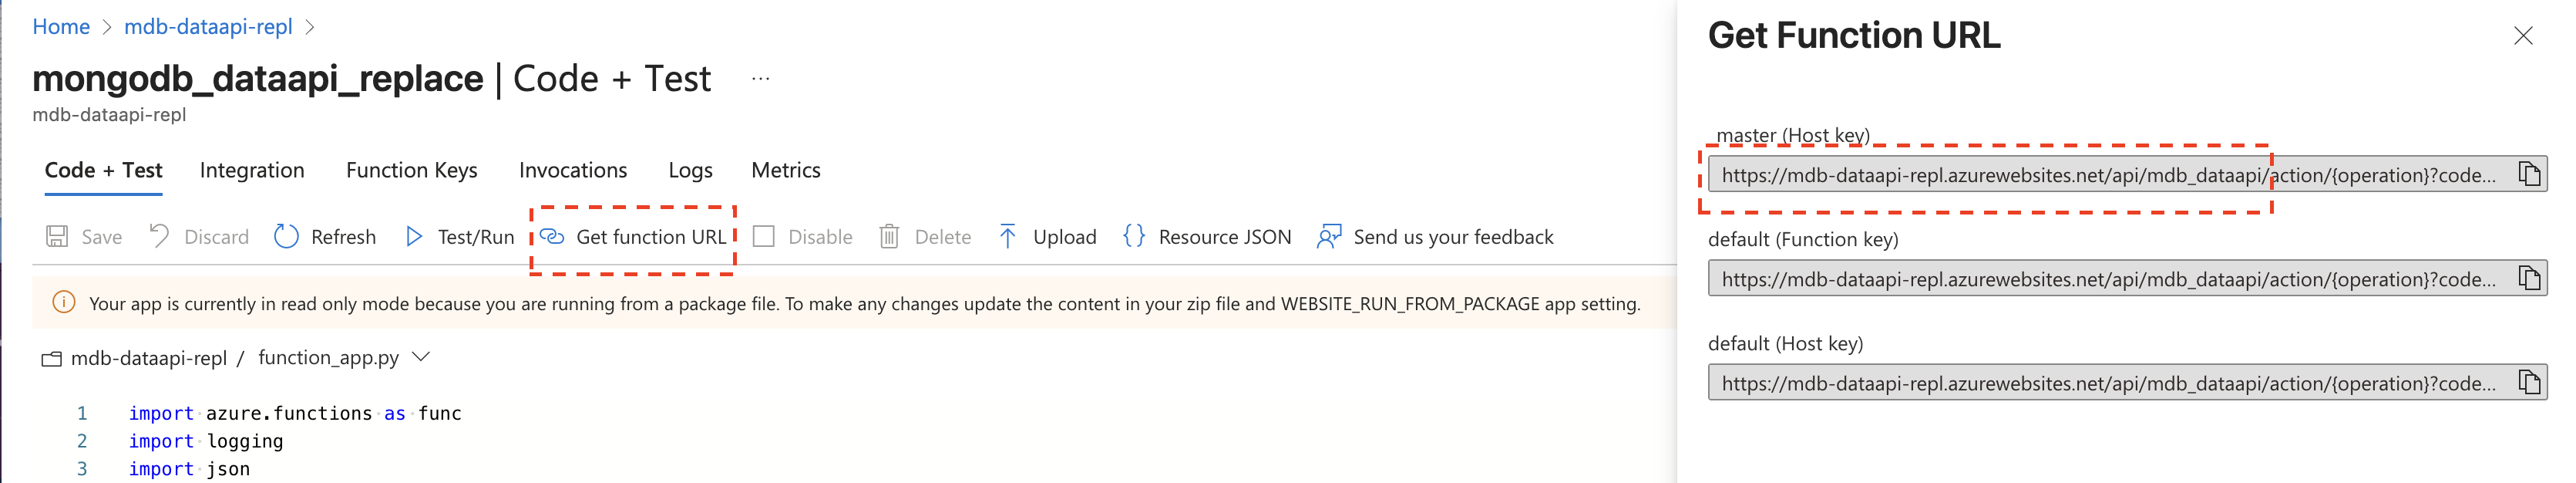 Home > mdb-dataapi-repl >
mongodb_dataapi_replace | Code + Test ...
mdb-dataapi-repl
Code + Test Integration Function Keys Invocations Logs Metrics
Save Discard Refresh Test/Run Get function URL Disable Delete Upload {} Resource JSON Send us your feedback
Your app is currently in read only mode because you are running from a package file. To make any changes update the content in your zip file and WEBSITE_RUN_FROM_PACKAGE app setting.
mdb-dataapi-repl / function_app.py
1 import azure.functions as func
2 import logging
3 import json
Get Function URL
_master (Host key)
https://mdb-dataapi-repl.azurewebsites.net/api/mdb_dataapi/action/{operation}?code...
default (Function key)
https://mdb-dataapi-repl.azurewebsites.net/api/mdb_dataapi/action/{operation}?code...
default (Host key)
https://mdb-dataapi-repl.azurewebsites.net/api/mdb_dataapi/action/{operation}?code...